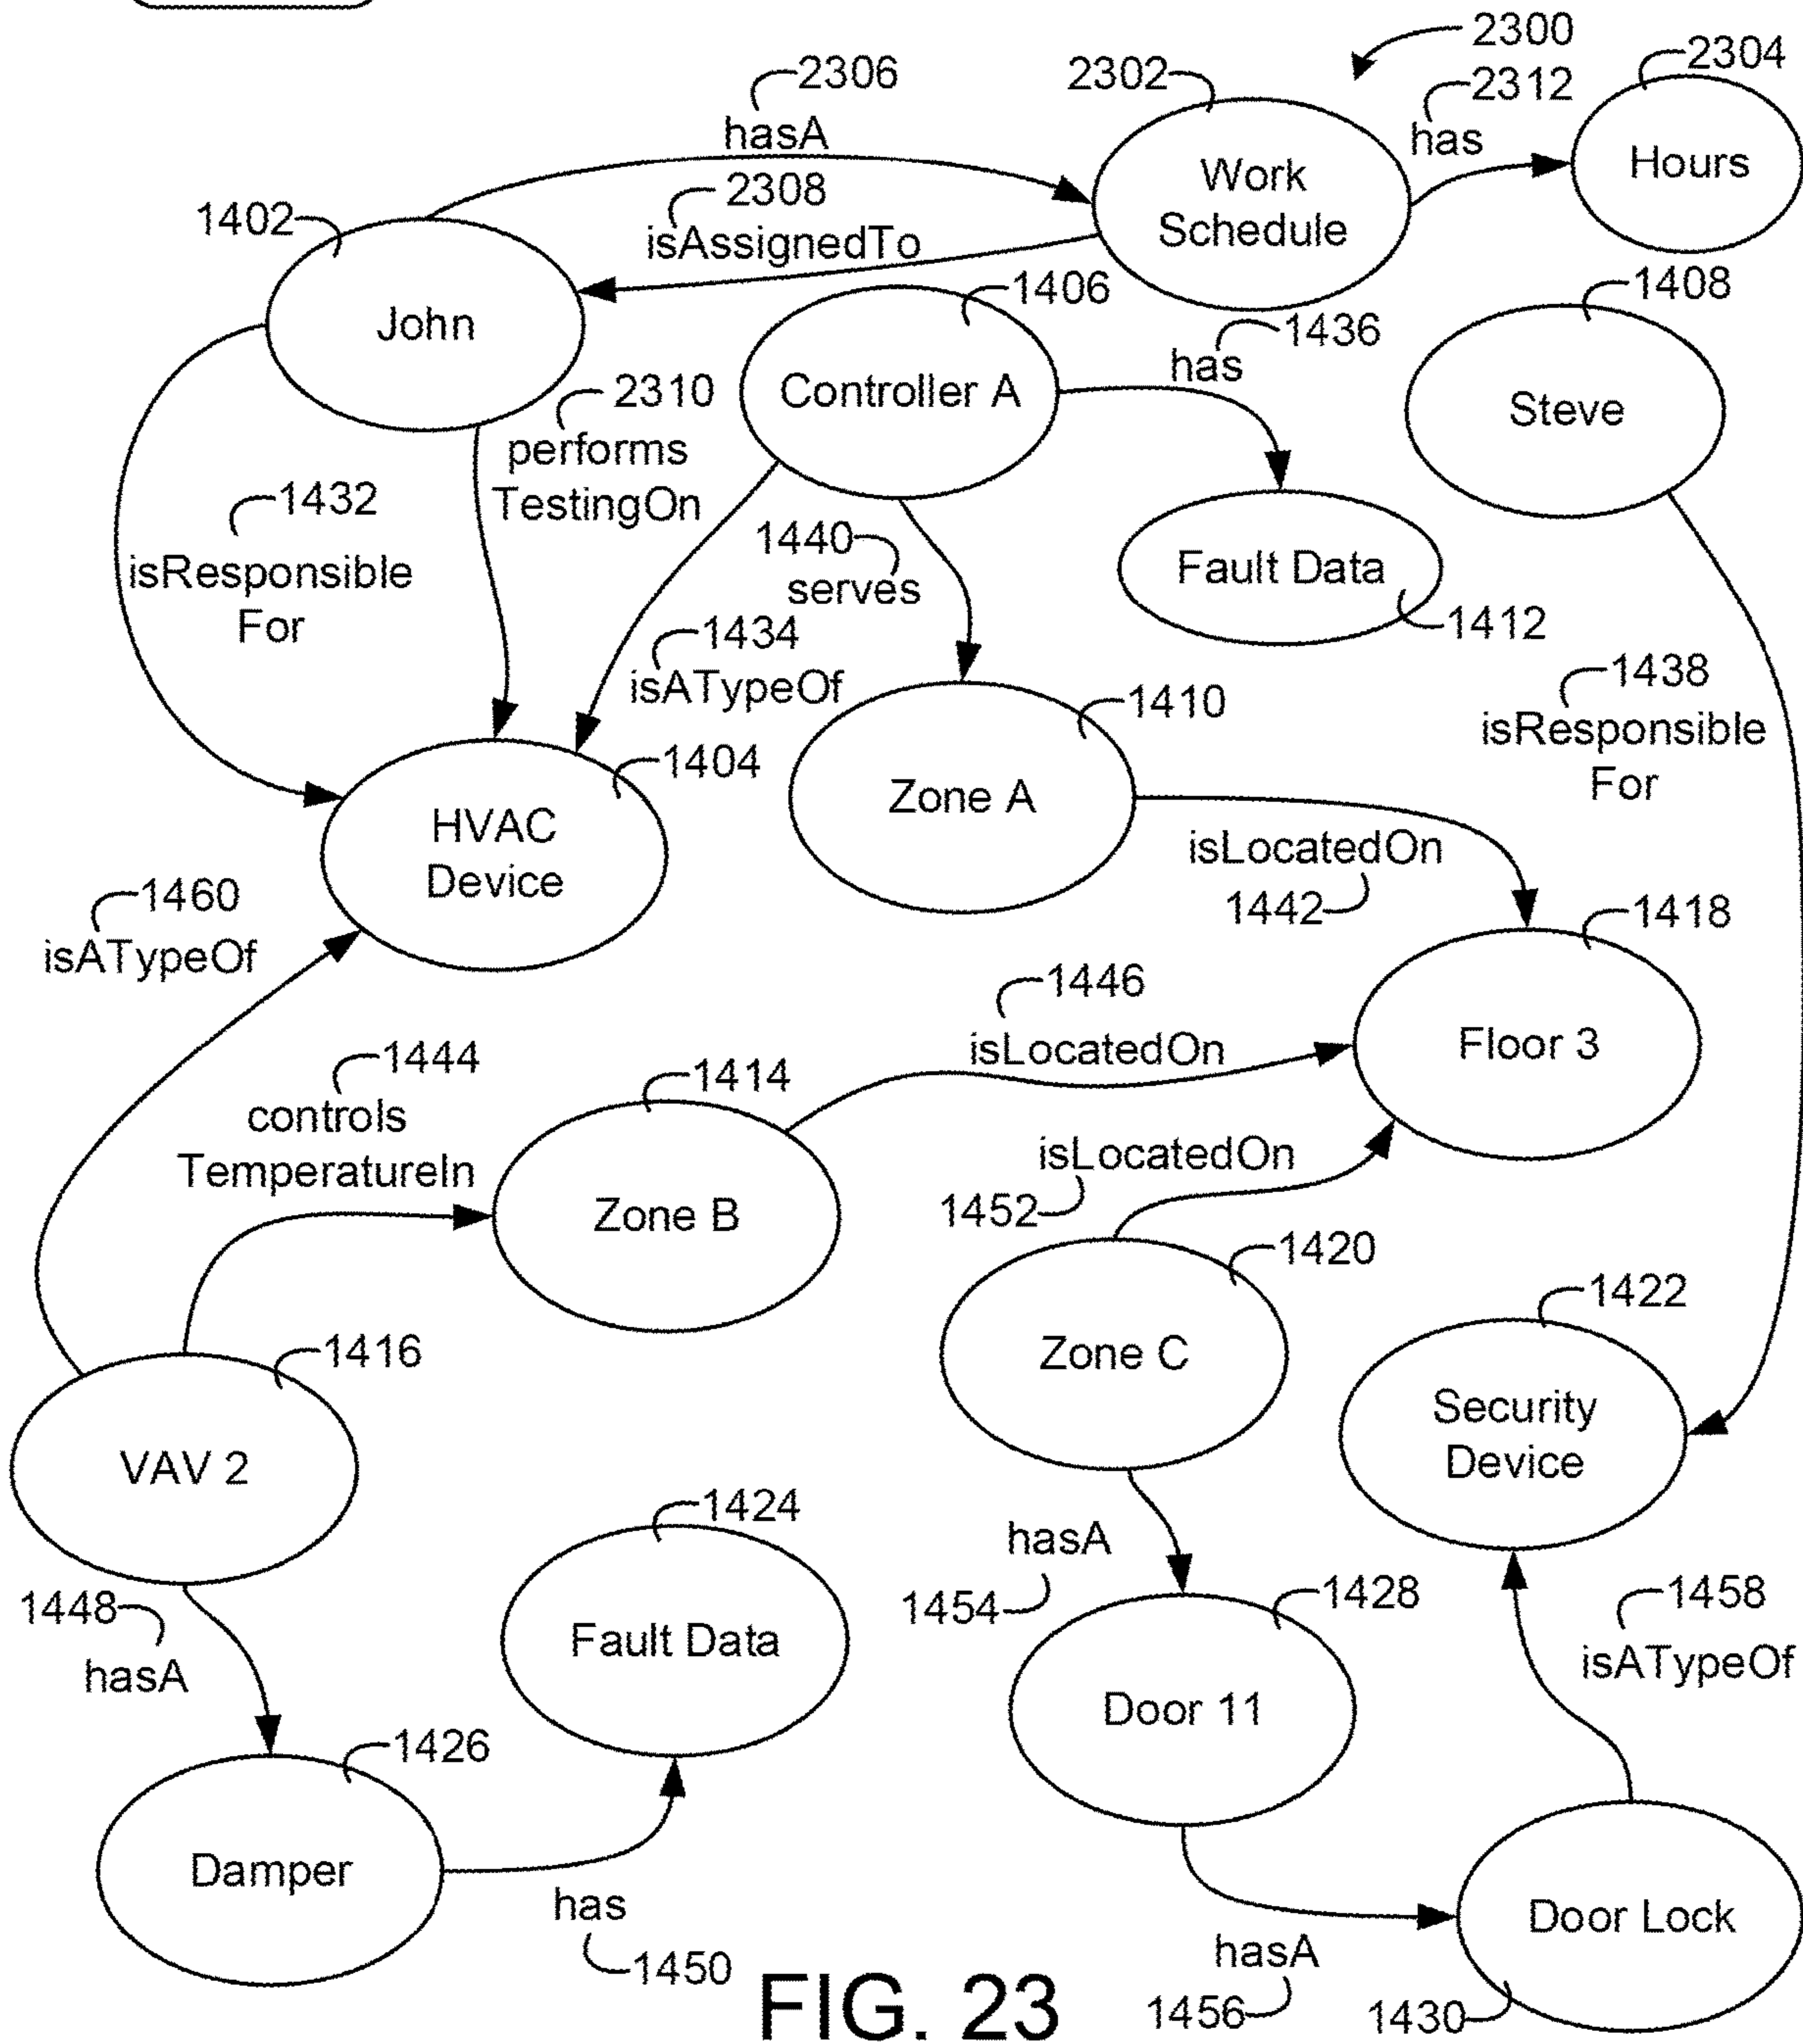 2300
2306
2302
2312
2304
hasA
has
Work
Schedule
Hours
2308
isAssignedTo
1402
John
1406
1436
has
1408
Controller A
Steve
2310
performs
TestingOn
1432
isResponsible
For
1440
serves
Fault Data
1412
1434
isATypeOf
1438
isResponsible
For
1410
Zone A
1404
HVAC
Device
isLocatedOn
1442
1418
1460
isATypeOf
1446
isLocatedOn
Floor 3
1444
controls
TemperatureIn
1414
Zone B
isLocatedOn
1452
1420
Zone C
1422
Security
Device
1416
VAV 2
1424
Fault Data
hasA
1454
1428
Door 11
1458
isATypeOf
1448
hasA
1426
Damper
has
1450
Door Lock
hasA
1456
1430
FIG. 23